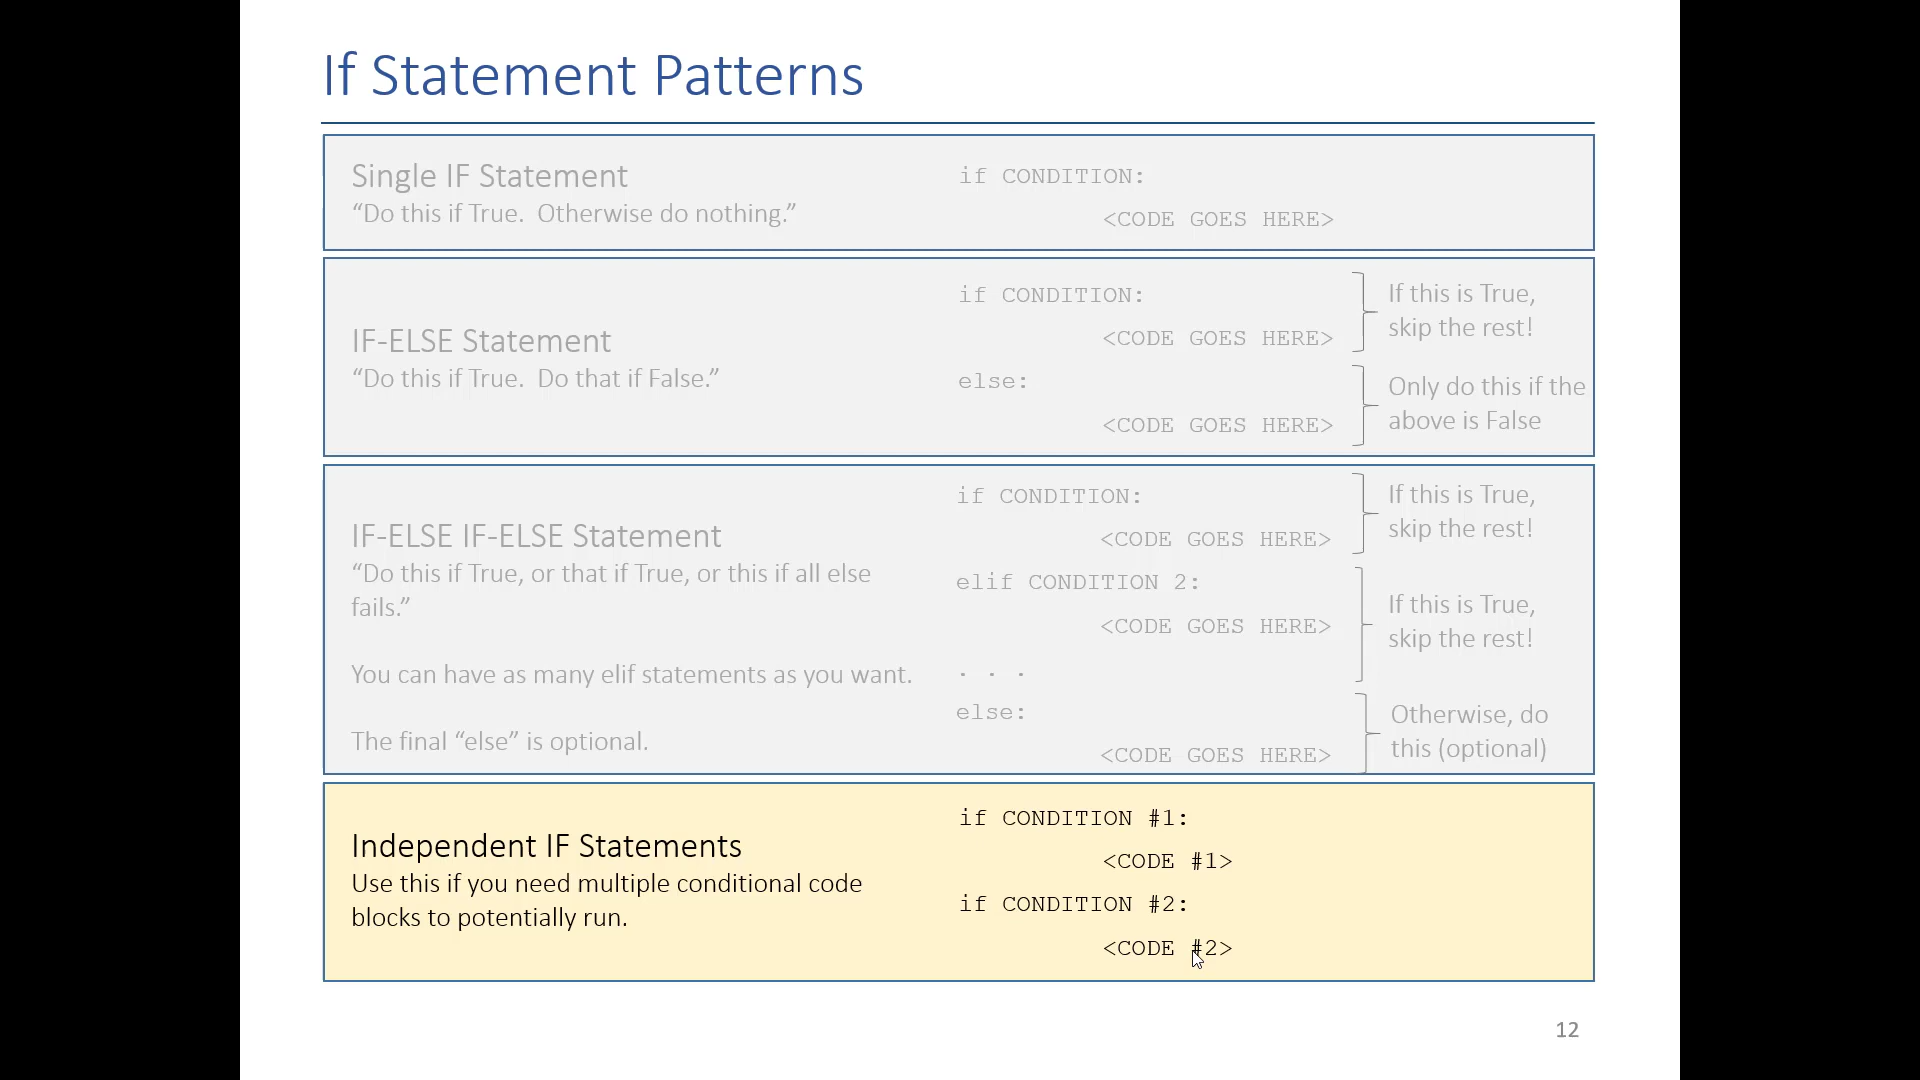 If Statement Patterns
Single IF Statement
“Do this if True.  Otherwise do nothing.”
if CONDITION:
<CODE GOES HERE>
IF-ELSE Statement
“Do this if True.  Do that if False.”
if CONDITION:
<CODE GOES HERE>
else:
<CODE GOES HERE>
If this is True,
skip the rest!
Only do this if the
above is False
IF-ELSE IF-ELSE Statement
“Do this if True, or that if True, or this if all else
fails.”
You can have as many elif statements as you want.
The final “else” is optional.
if CONDITION:
<CODE GOES HERE>
elif CONDITION 2:
<CODE GOES HERE>
. . .
else:
<CODE GOES HERE>
If this is True,
skip the rest!
If this is True,
skip the rest!
Otherwise, do
this (optional)
Independent IF Statements
Use this if you need multiple conditional code
blocks to potentially run.
if CONDITION #1:
<CODE #1>
if CONDITION #2:
<CODE #2>
12